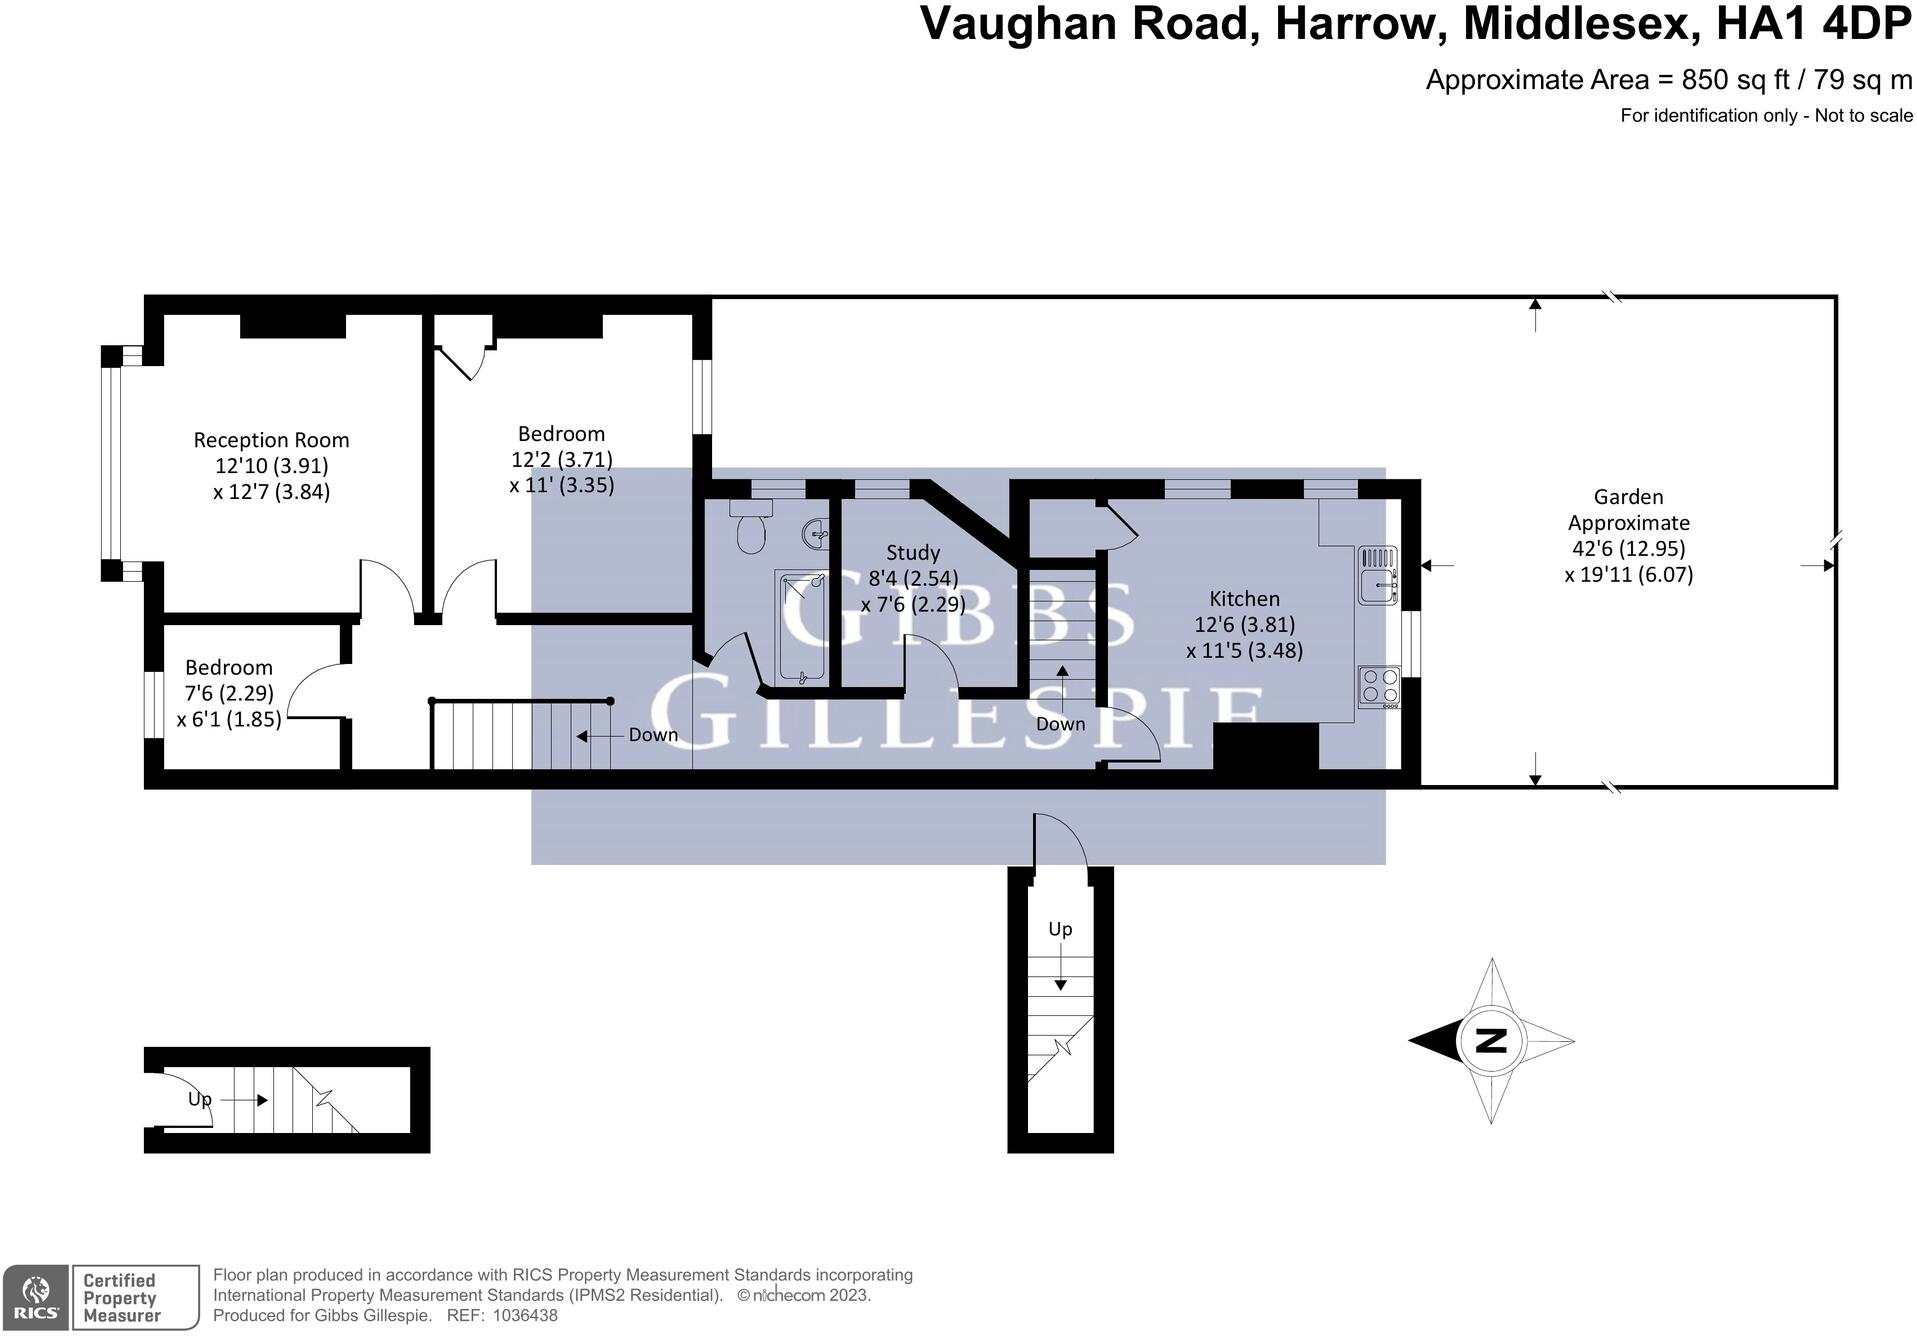 Vaughan Road, Harrow, Middlesex, HA1 4DP
Approximate Area = 850 sq ft / 79 sq m
For identification only - Not to scale
Reception Room
12'10 (3.91)
x 12'7 (3.84)
Bedroom
12'2 (3.71)
x 11' (3.35)
Study
8'4 (2.54)
x 7'6 (2.29)
Kitchen
12'6 (3.81)
x 11'5 (3.48)
Garden
Approximate
42'6 (12.95)
x 19'11 (6.07)
Bedroom
7'6 (2.29)
x 6'1 (1.85)
Down
Down
GIBBS
GILLESPIE
Up
Up
N
RICS
Certified
Property
Measurer
Floor plan produced in accordance with RICS Property Measurement Standards incorporating
International Property Measurement Standards (IPMS2 Residential). © nichecom 2023.
Produced for Gibbs Gillespie. REF: 1036438